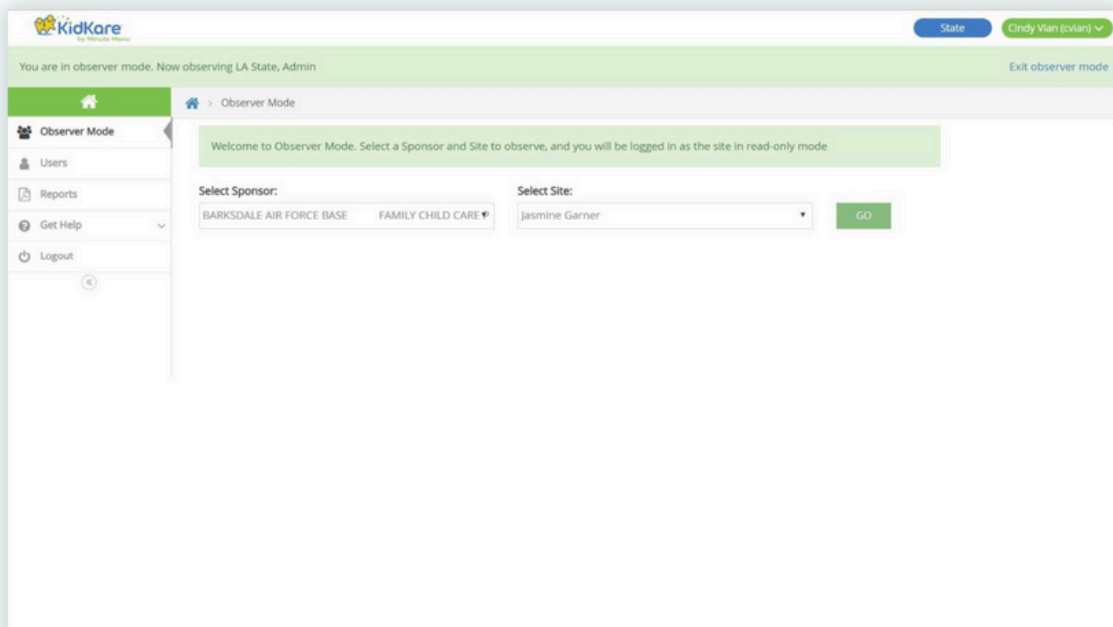 KidKare
by Minute Menu
State
Cindy Vian (cvian)
You are in observer mode. Now observing LA State, Admin
Exit observer mode
Observer Mode
Observer Mode
Users
Reports
Get Help
Logout
Welcome to Observer Mode. Select a Sponsor and Site to observe, and you will be logged in as the site in read-only mode
Select Sponsor:
Select Site:
BARKSDALE AIR FORCE BASE FAMILY CHILD CARE
Jasmine Garner
GO